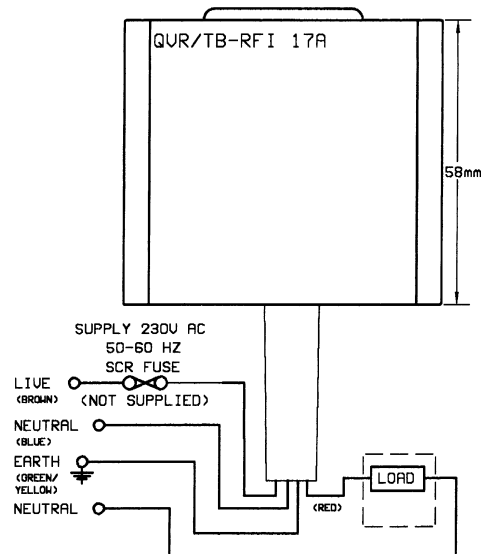 QVR/TB-RFI 17A
58mm
SUPPLY 230V AC
50-60 HZ
SCR FUSE
(NOT SUPPLIED)
LIVE
(BROWN)
NEUTRAL
(BLUE)
EARTH
(GREEN/
YELLOW)
NEUTRAL
(RED)
LOAD